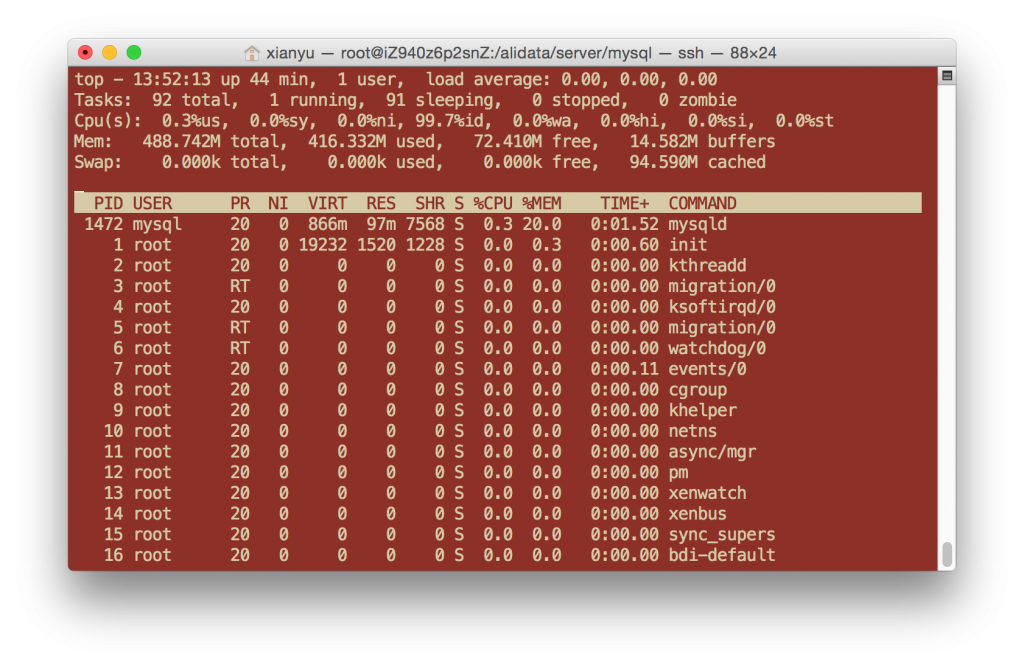 xianyu — root@iZ940z6p2snZ:/alidata/server/mysql — ssh — 88×24
top - 13:52:13 up 44 min,  1 user,  load average: 0.00, 0.00, 0.00
Tasks:  92 total,   1 running,  91 sleeping,   0 stopped,   0 zombie
Cpu(s):  0.3%us,  0.0%sy,  0.0%ni, 99.7%id,  0.0%wa,  0.0%hi,  0.0%si,  0.0%st
Mem:   488.742M total,  416.332M used,   72.410M free,   14.582M buffers
Swap:    0.000k total,    0.000k used,    0.000k free,   94.590M cached
  PID USER      PR  NI  VIRT  RES  SHR S %CPU %MEM    TIME+  COMMAND
 1472 mysql     20   0  866m  97m 7568 S  0.3 20.0   0:01.52 mysqld
    1 root      20   0 19232 1520 1228 S  0.0  0.3   0:00.60 init
    2 root      20   0     0    0    0 S  0.0  0.0   0:00.00 kthreadd
    3 root      RT   0     0    0    0 S  0.0  0.0   0:00.00 migration/0
    4 root      20   0     0    0    0 S  0.0  0.0   0:00.00 ksoftirqd/0
    5 root      RT   0     0    0    0 S  0.0  0.0   0:00.00 migration/0
    6 root      RT   0     0    0    0 S  0.0  0.0   0:00.00 watchdog/0
    7 root      20   0     0    0    0 S  0.0  0.0   0:00.11 events/0
    8 root      20   0     0    0    0 S  0.0  0.0   0:00.00 cgroup
    9 root      20   0     0    0    0 S  0.0  0.0   0:00.00 khelper
   10 root      20   0     0    0    0 S  0.0  0.0   0:00.00 netns
   11 root      20   0     0    0    0 S  0.0  0.0   0:00.00 async/mgr
   12 root      20   0     0    0    0 S  0.0  0.0   0:00.00 pm
   13 root      20   0     0    0    0 S  0.0  0.0   0:00.00 xenwatch
   14 root      20   0     0    0    0 S  0.0  0.0   0:00.00 xenbus
   15 root      20   0     0    0    0 S  0.0  0.0   0:00.00 sync_supers
   16 root      20   0     0    0    0 S  0.0  0.0   0:00.00 bdi-default